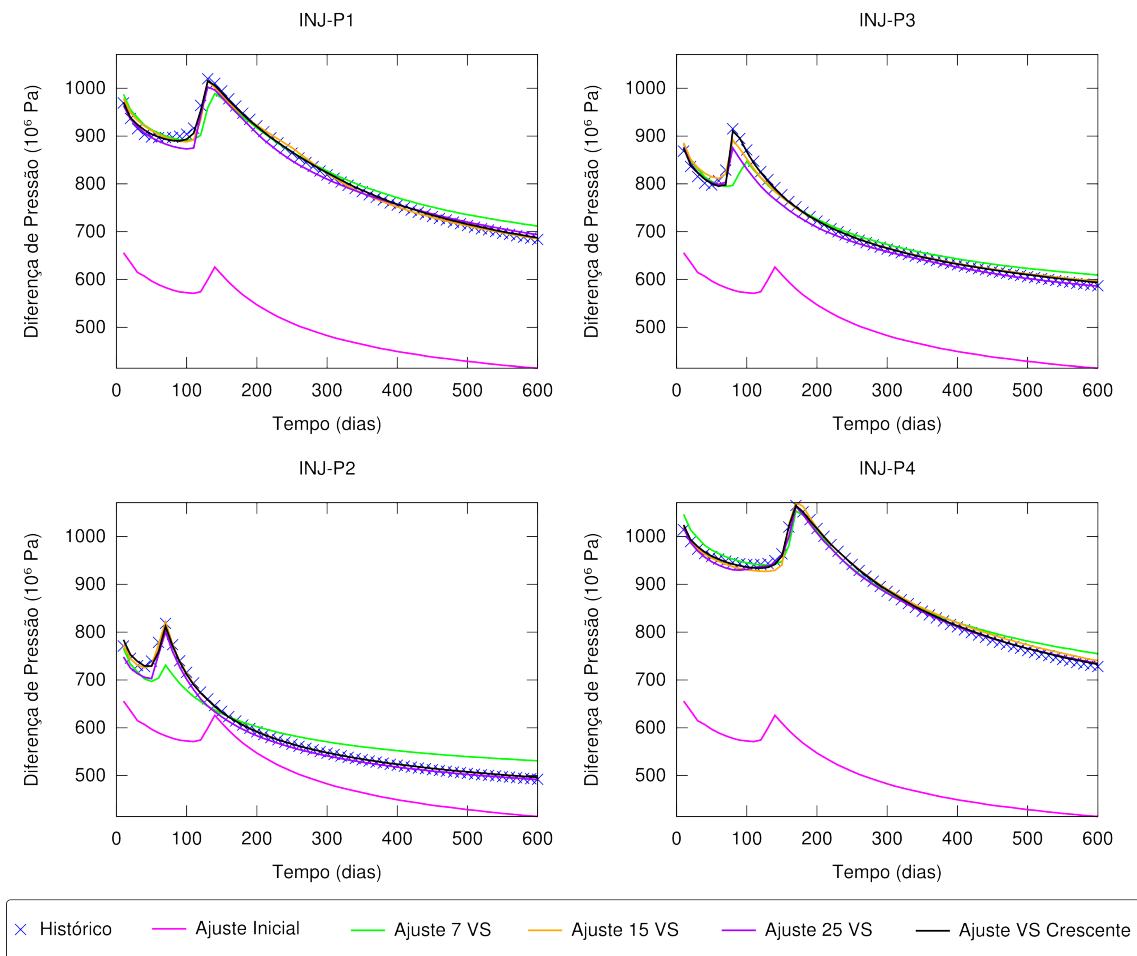 INJ-P1
Diferença de Pressão (10⁶ Pa)
1000
900
800
700
600
500
0 100 200 300 400 500 600
Tempo (dias)
INJ-P3
Diferença de Pressão (10⁶ Pa)
1000
900
800
700
600
500
0 100 200 300 400 500 600
Tempo (dias)
INJ-P2
Diferença de Pressão (10⁶ Pa)
1000
900
800
700
600
500
0 100 200 300 400 500 600
Tempo (dias)
INJ-P4
Diferença de Pressão (10⁶ Pa)
1000
900
800
700
600
500
0 100 200 300 400 500 600
Tempo (dias)
Histórico Ajuste Inicial Ajuste 7 VS Ajuste 15 VS Ajuste 25 VS Ajuste VS Crescente